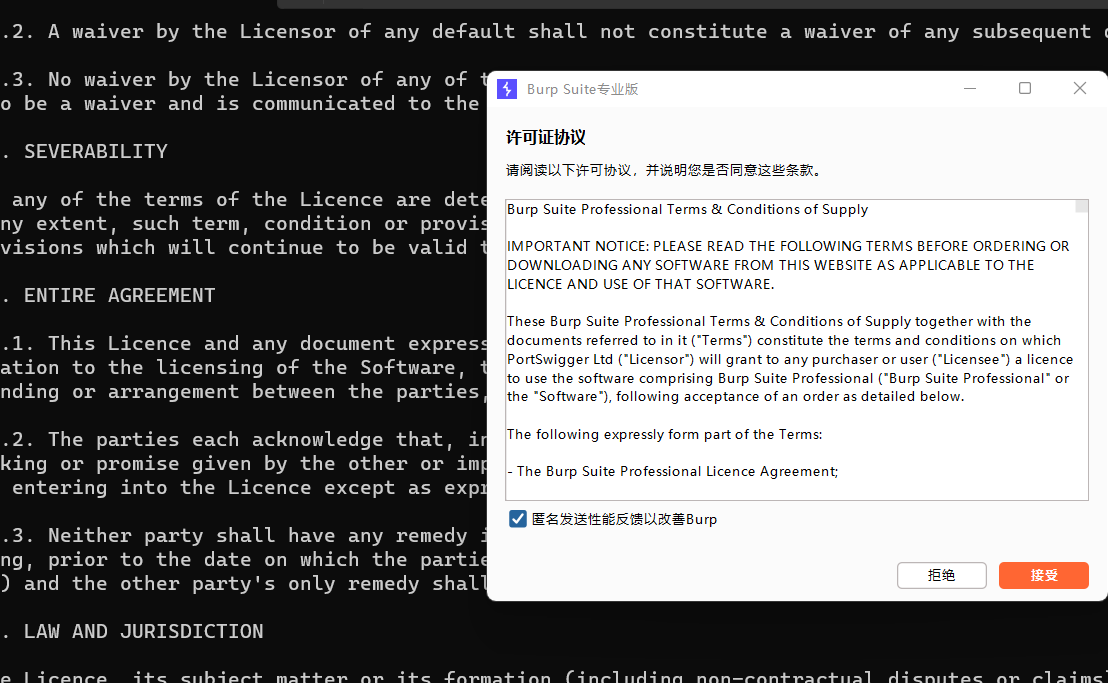 .2. A waiver by the Licensor of any default shall not constitute a waiver of any subsequent
.3. No waiver by the Licensor of any of
o be a waiver and is communicated to the
. SEVERABILITY
any of the terms of the Licence are
ny extent, such term, condition or
visions which will continue to be valid
. ENTIRE AGREEMENT
.1. This Licence and any document
ation to the licensing of the Software,
nding or arrangement between the parties,
.2. The parties each acknowledge that, in
king or promise given by the other or
entering into the Licence except as
.3. Neither party shall have any remedy
ng, prior to the date on which the
) and the other party's only remedy shall
. LAW AND JURISDICTION
e Licence, its subject matter or its formation (including non-contractual disputes or claims
Burp Suite专业版
许可证协议
请阅读以下许可协议，并说明您是否同意这些条款。
Burp Suite Professional Terms & Conditions of Supply
IMPORTANT NOTICE: PLEASE READ THE FOLLOWING TERMS BEFORE ORDERING OR
DOWNLOADING ANY SOFTWARE FROM THIS WEBSITE AS APPLICABLE TO THE
LICENCE AND USE OF THAT SOFTWARE.
These Burp Suite Professional Terms & Conditions of Supply together with the
documents referred to in it ("Terms") constitute the terms and conditions on which
PortSwigger Ltd ("Licensor") will grant to any purchaser or user ("Licensee") a licence
to use the software comprising Burp Suite Professional ("Burp Suite Professional" or
the "Software"), following acceptance of an order as detailed below.
The following expressly form part of the Terms:
- The Burp Suite Professional Licence Agreement;
匿名发送性能反馈以改善Burp
拒绝
接受